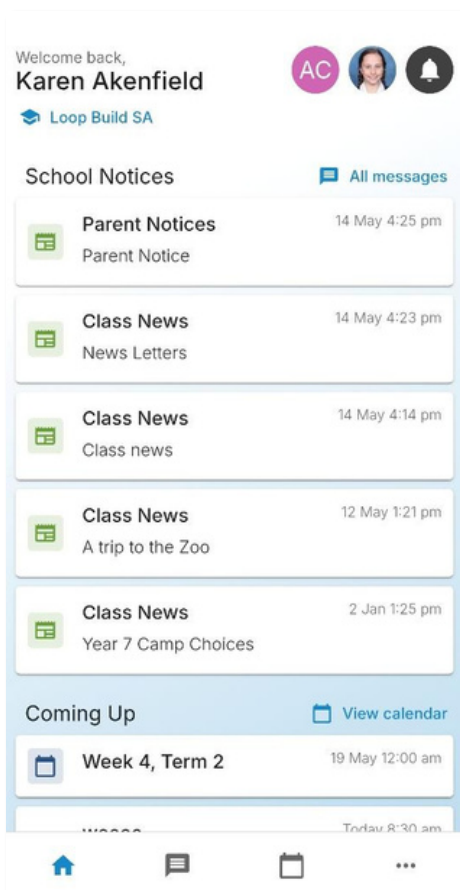 Welcome back,
Karen Akenfield
AC
Loop Build SA
School Notices
All messages
Parent Notices
14 May 4:25 pm
Parent Notice
Class News
14 May 4:23 pm
News Letters
Class News
14 May 4:14 pm
Class news
Class News
12 May 1:21 pm
A trip to the Zoo
Class News
2 Jan 1:25 pm
Year 7 Camp Choices
Coming Up
View calendar
Week 4, Term 2
19 May 12:00 am
Today 8:30 am